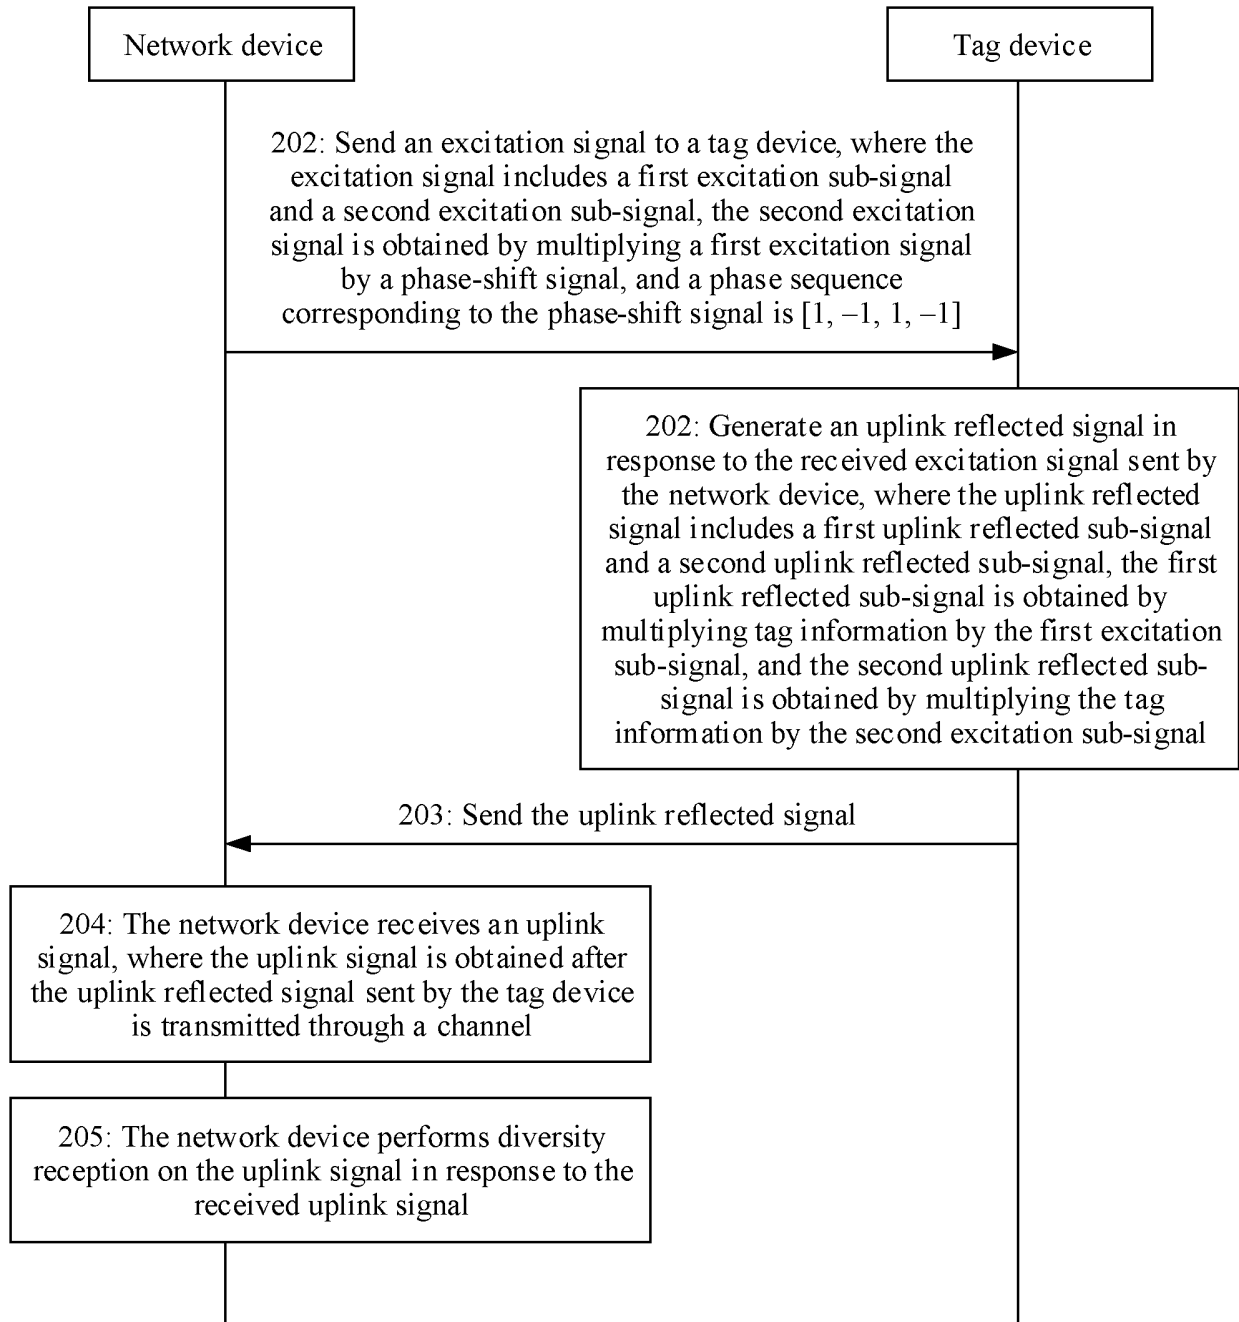 Network device
Tag device
202: Send an excitation signal to a tag device, where the
excitation signal includes a first excitation sub-signal
and a second excitation sub-signal, the second excitation
signal is obtained by multiplying a first excitation signal
by a phase-shift signal, and a phase sequence
corresponding to the phase-shift signal is [1, –1, 1, –1]
202: Generate an uplink reflected signal in
response to the received excitation signal sent by
the network device, where the uplink reflected
signal includes a first uplink reflected sub-signal
and a second uplink reflected sub-signal, the first
uplink reflected sub-signal is obtained by
multiplying tag information by the first excitation
sub-signal, and the second uplink reflected sub-
signal is obtained by multiplying the tag
information by the second excitation sub-signal
203: Send the uplink reflected signal
204: The network device receives an uplink
signal, where the uplink signal is obtained after
the uplink reflected signal sent by the tag device
is transmitted through a channel
205: The network device performs diversity
reception on the uplink signal in response to the
received uplink signal